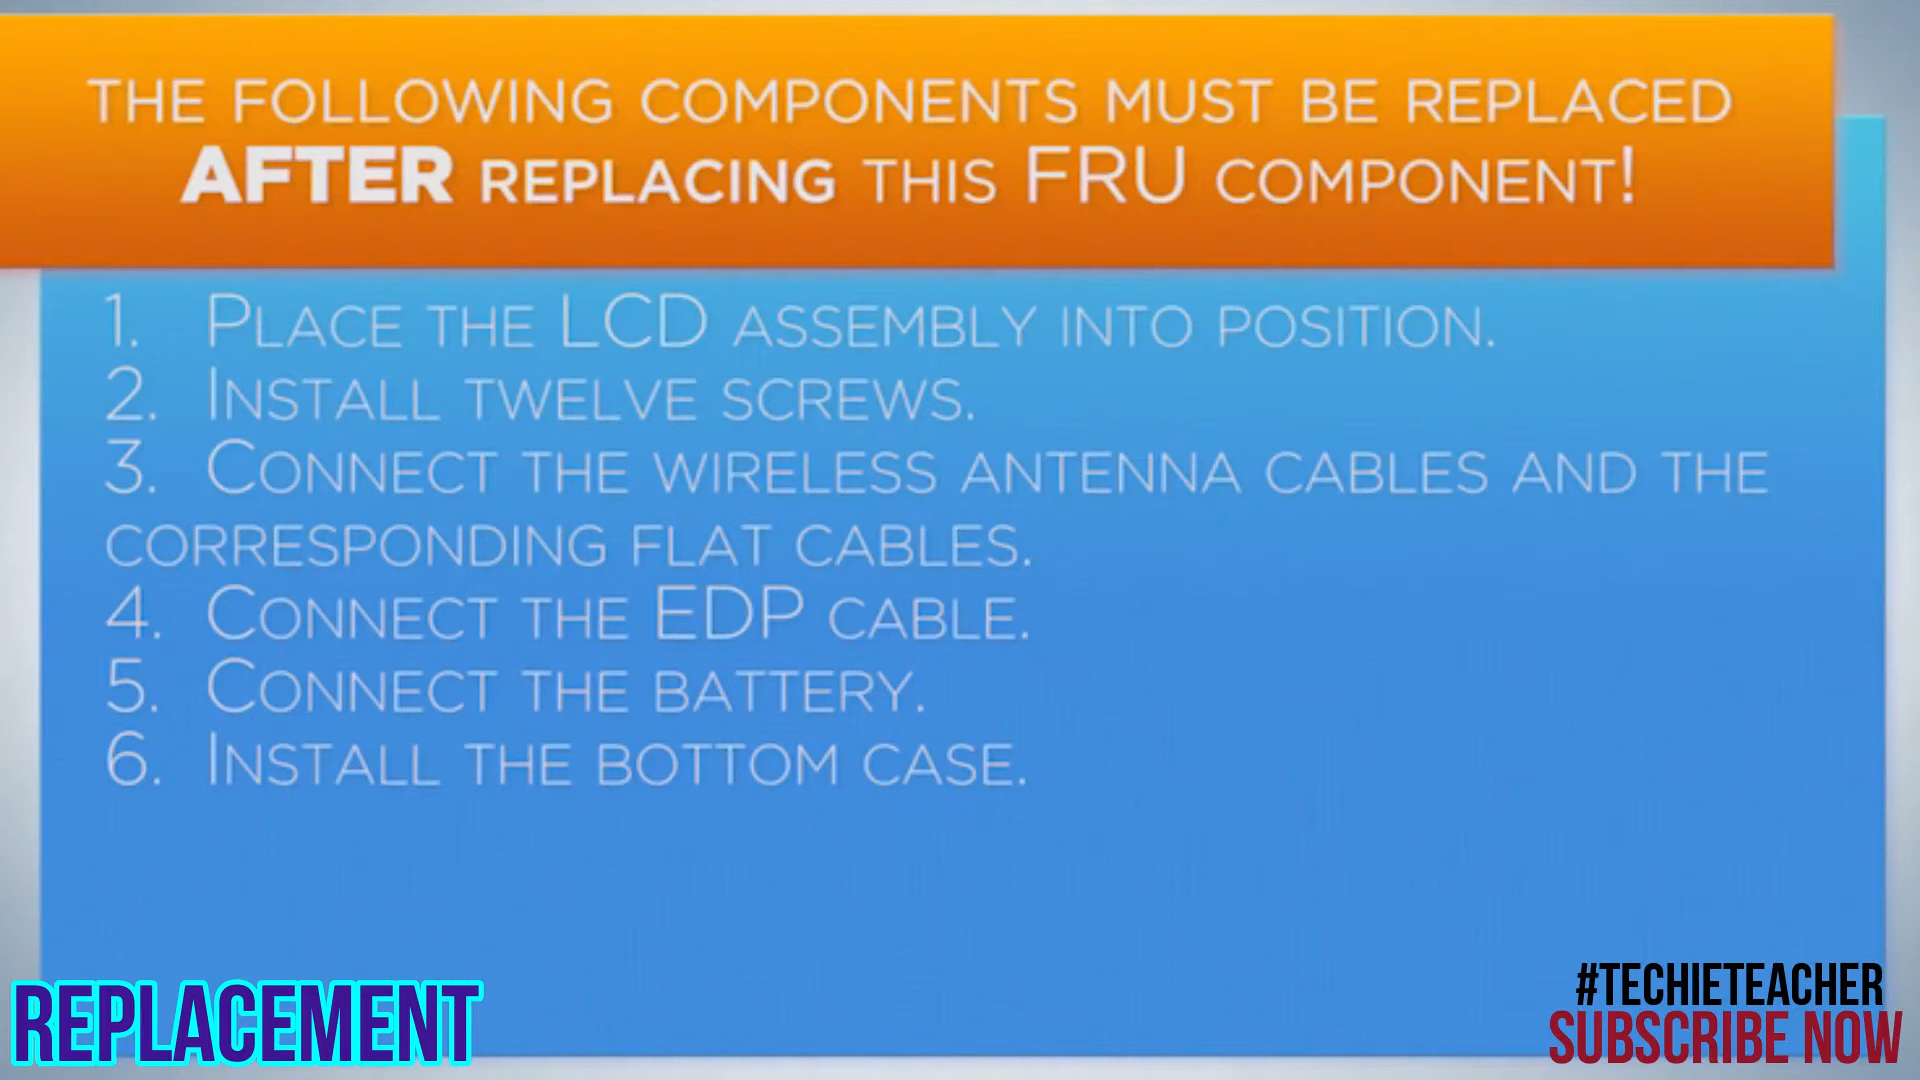 THE FOLLOWING COMPONENTS MUST BE REPLACED
AFTER REPLACING THIS FRU COMPONENT!
1. PLACE THE LCD ASSEMBLY INTO POSITION.
2. INSTALL TWELVE SCREWS.
3. CONNECT THE WIRELESS ANTENNA CABLES AND THE
CORRESPONDING FLAT CABLES.
4. CONNECT THE EDP CABLE.
5. CONNECT THE BATTERY.
6. INSTALL THE BOTTOM CASE.
REPLACEMENT
#TECHIETEACHER
SUBSCRIBE NOW